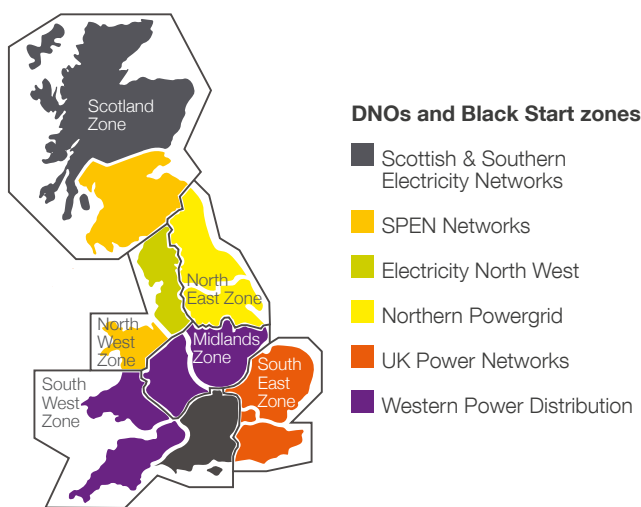 Scotland
Zone
North
East Zone
North
West
Zone
Midlands
Zone
South
West
Zone
South
East
Zone
DNOs and Black Start zones
Scottish & Southern
Electricity Networks
SPEN Networks
Electricity North West
Northern Powergrid
UK Power Networks
Western Power Distribution